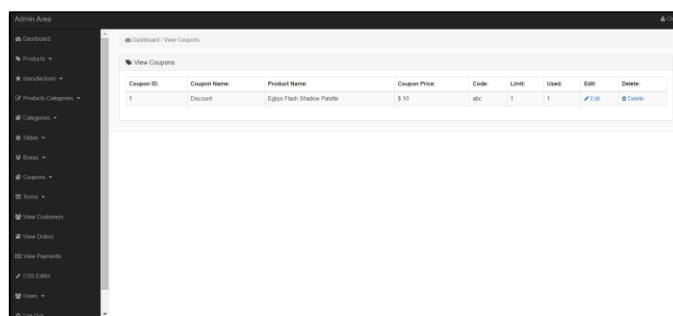 Admin Area
Dashboard
Products
manufacturer
Products Categories
Categories
Slides
Boxes
Coupons
Terms
View Customers
View Orders
View Payments
CSS Editor
Users
Log Out
Dashboard / View Coupons
View Coupons
Coupon ID: Coupon Name: Product Name: Coupon Price: Code: Limit: Used: Edit: Delete:
1 Discount Eglips Flash Shadow Palette $ 10 abc 1 1 Edit Delete